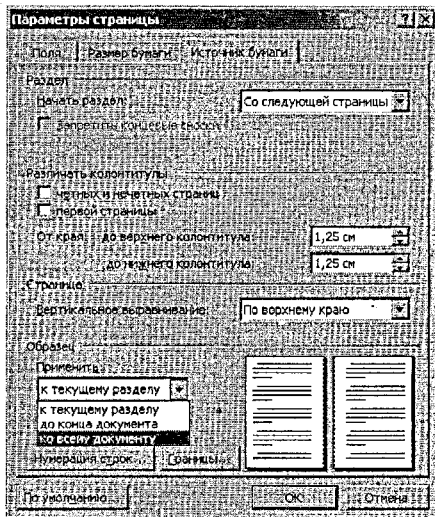 Параметры страницы
Поля Размер бумаги Источник бумаги
Раздел
Начать раздел: Со следующей страницы
Запретить концевые сноски
Различать колонтитулы
четных и нечетных страниц
первой страницы
От края: до верхнего колонтитула: 1,25 см
до нижнего колонтитула: 1,25 см
Страница
Вертикальное выравнивание: По верхнему краю
Образец
Применить:
к текущему разделу
к текущему разделу
до конца документа
ко всему документу
Нумерация строк... Границы...
По умолчанию... ОК Отмена